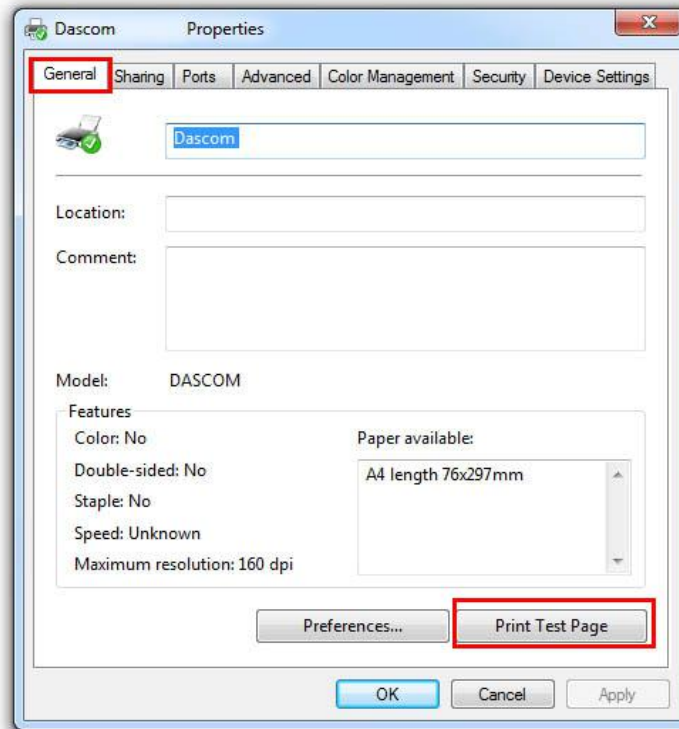 Dascom Properties
General Sharing Ports Advanced Color Management Security Device Settings
Dascom
Location:
Comment:
Model: DASCOM
Features
Color: No
Double-sided: No
Staple: No
Speed: Unknown
Maximum resolution: 160 dpi
Paper available:
A4 length 76x297mm
Preferences... Print Test Page
OK Cancel Apply